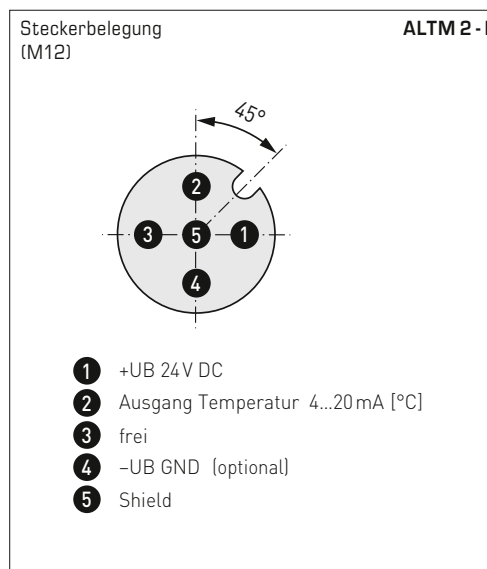 Steckerbelegung
(M12)
ALTM 2 -
45°
2
3
5
1
4
1 +UB 24 V DC
2 Ausgang Temperatur 4...20 mA [°C]
3 frei
4 –UB GND (optional)
5 Shield